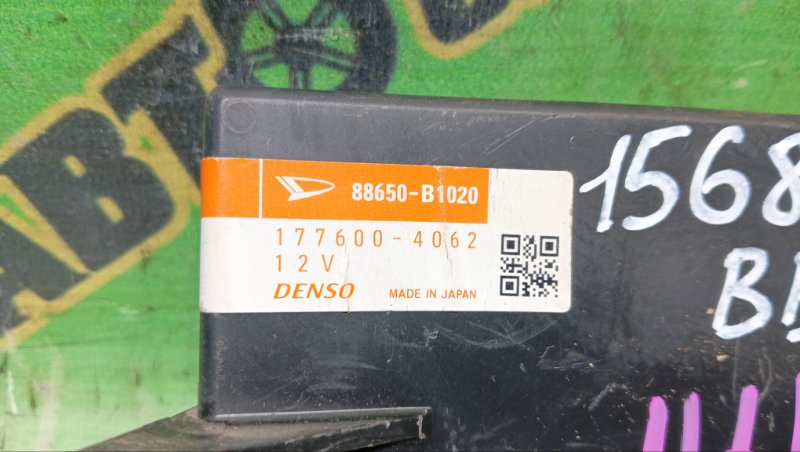 88650-B1020
177600-4062
12V
DENSO MADE IN JAPAN
1568